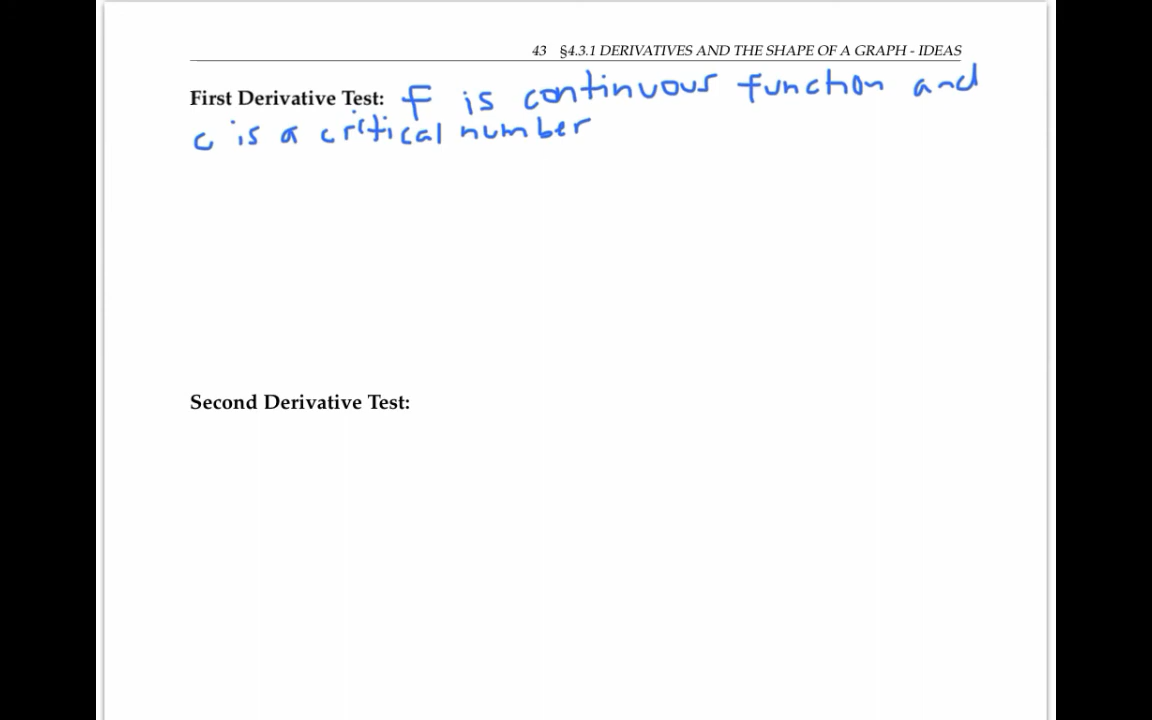 43 §4.3.1 DERIVATIVES AND THE SHAPE OF A GRAPH - IDEAS
First Derivative Test: f is continuous function and
c is a critical number
Second Derivative Test: